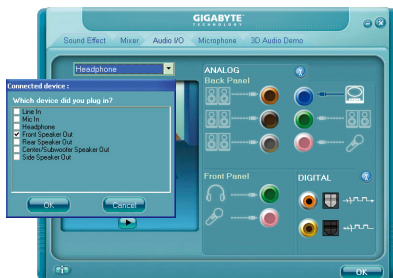 GIGABYTE
TECHNOLOGY
Sound Effect Mixer Audio I/O Microphone 3D Audio Demo
Headphone
Connected device :
Which device did you plug in?
Line In
Mic In
Headphone
Front Speaker Out
Rear Speaker Out
Center/Subwoofer Speaker Out
Side Speaker Out
OK Cancel
ANALOG
Back Panel
Front Panel
DIGITAL
OK